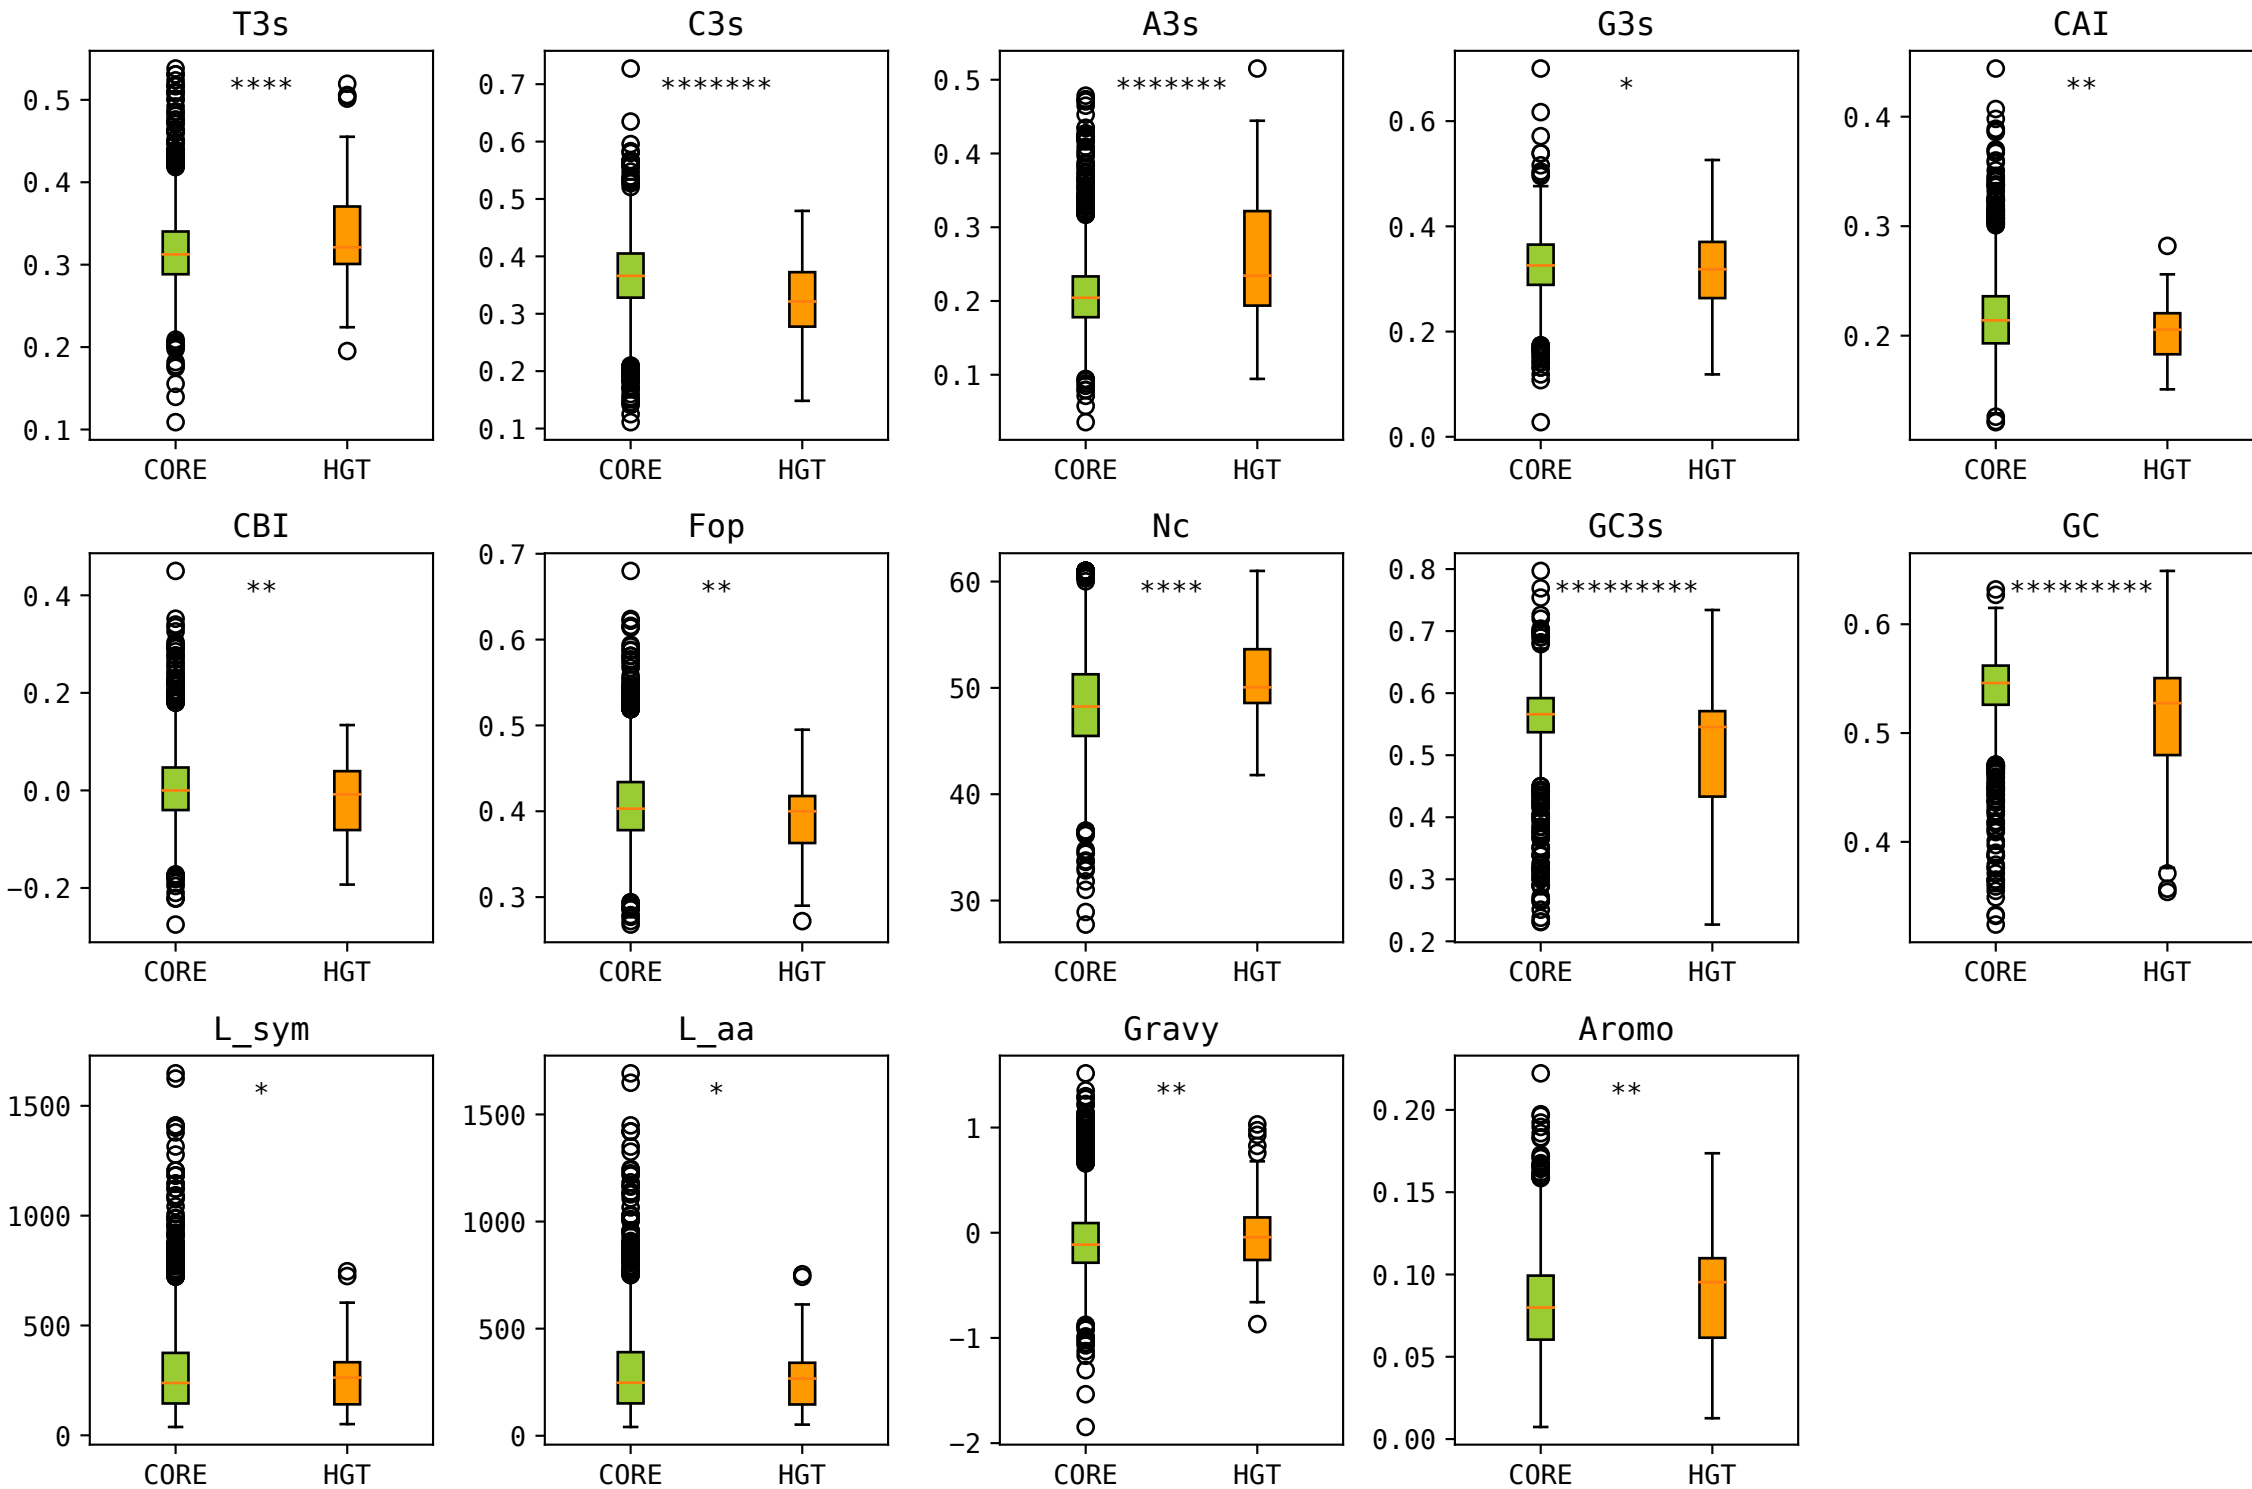 T3s C3s A3s G3s CAI
**** ******* ******* * **
0.5 0.4 0.3 0.2 0.1
0.7 0.6 0.5 0.4 0.3 0.2 0.1
0.5 0.4 0.3 0.2 0.1
0.6 0.4 0.2 0.0
0.4 0.3 0.2
CORE HGT CORE HGT CORE HGT CORE HGT CORE HGT
CBI Fop Nc GC3s GC
** ** **** ********* *********
0.4 0.2 0.0 −0.2
0.7 0.6 0.5 0.4 0.3
60 50 40 30
0.8 0.7 0.6 0.5 0.4 0.3 0.2
0.6 0.5 0.4
CORE HGT CORE HGT CORE HGT CORE HGT CORE HGT
L_sym L_aa Gravy Aromo
* * ** **
1500 1000 500 0
1500 1000 500 0
1 0 −1 −2
0.20 0.15 0.10 0.05 0.00
CORE HGT CORE HGT CORE HGT CORE HGT